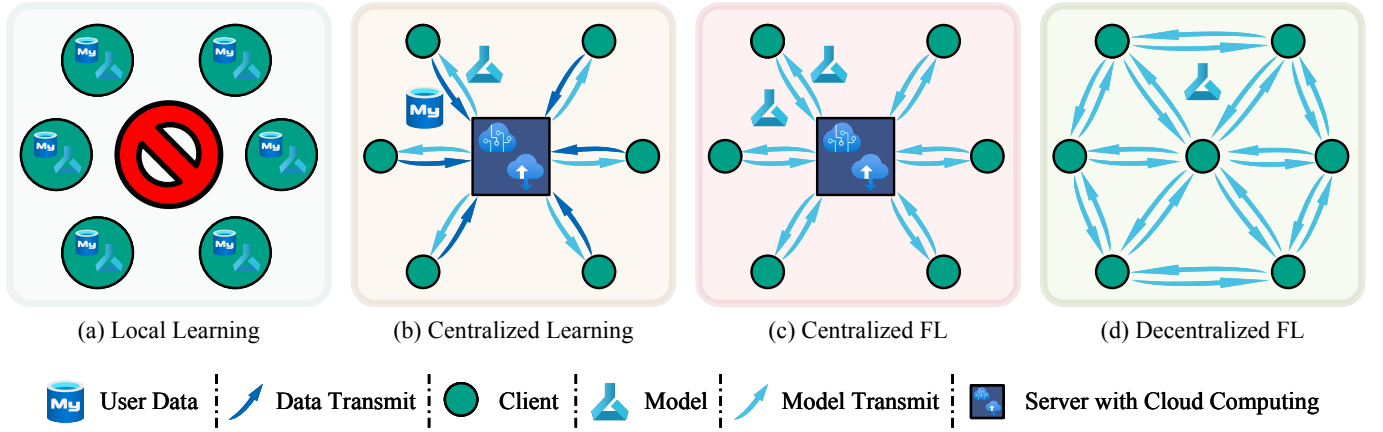 My My
My My
My My
My
(a) Local Learning (b) Centralized Learning (c) Centralized FL (d) Decentralized FL
My User Data Data Transmit Client Model Model Transmit Server with Cloud Computing